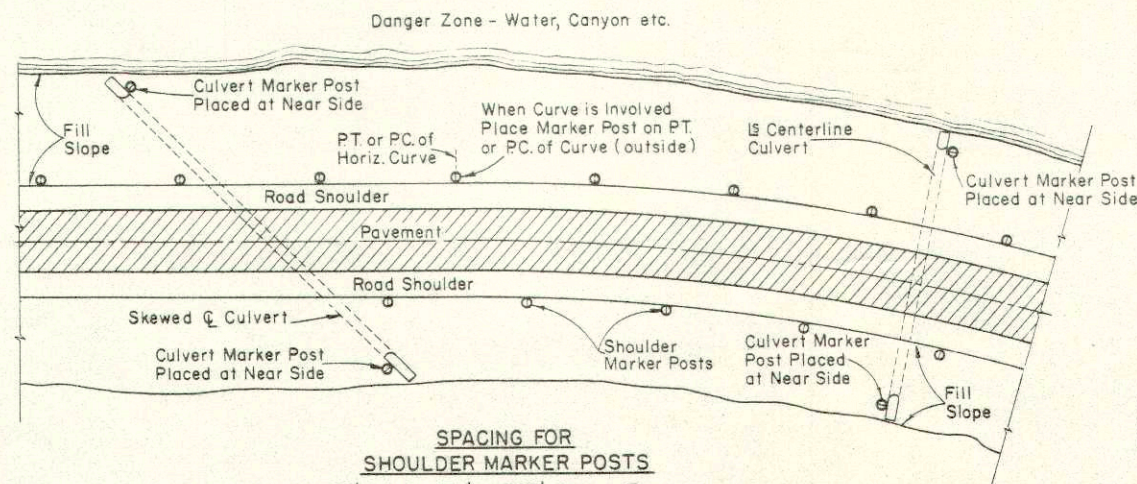 Danger Zone - Water, Canyon etc.
Culvert Marker Post
Placed at Near Side
When Curve is Involved
Place Marker Post on P.T.
or P.C. of Curve (outside)
P.T. or P.C. of
Horiz. Curve
Centerline
Culvert
Fill
Slope
Culvert Marker Post
Placed at Near Side
Road Shoulder
Pavement
Road Shoulder
Skewed ℄ Culvert
Culvert Marker Post
Placed at Near Side
Shoulder
Marker Posts
Culvert Marker
Post Placed
at Near Side
Fill
Slope
SPACING FOR
SHOULDER MARKER POSTS